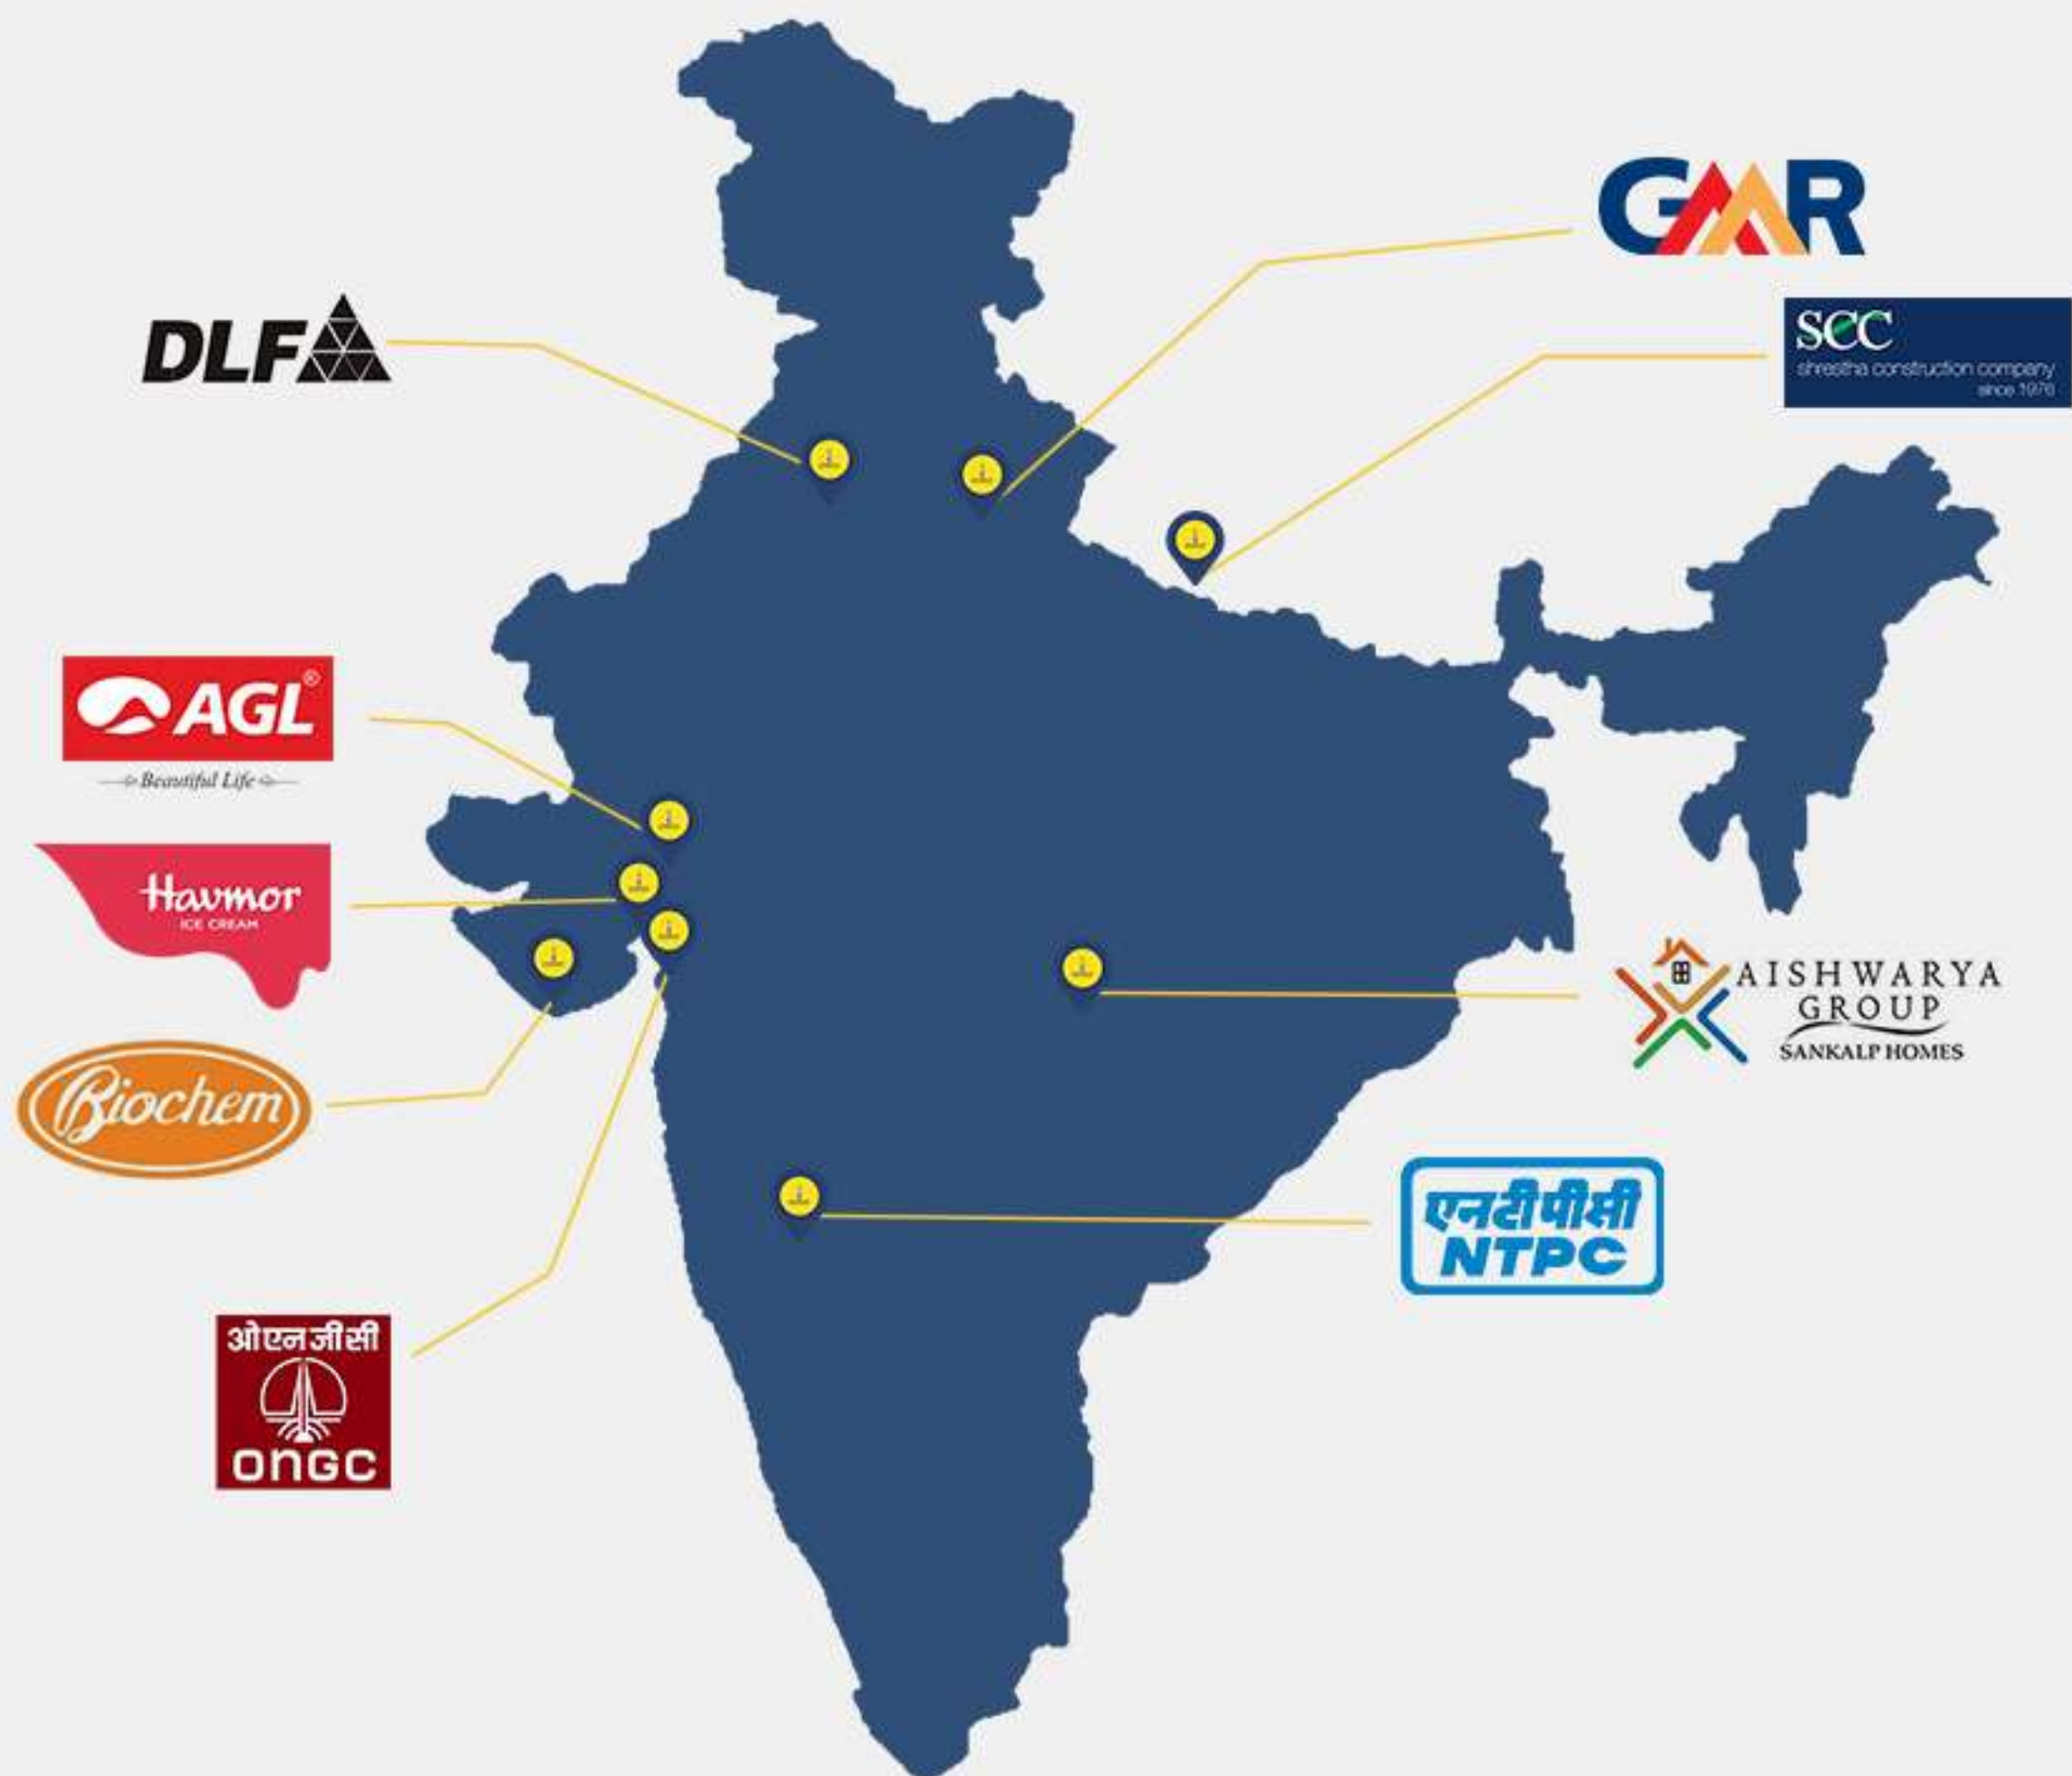 GMR
SCC
shrestha construction company
since 1976
DLF
AGL®
Beautiful Life
Havmor
ICE CREAM
AISHWARYA
GROUP
SANKALP HOMES
Biochem
एनटीपीसी
NTPC
ओएनजीसी
ONGC